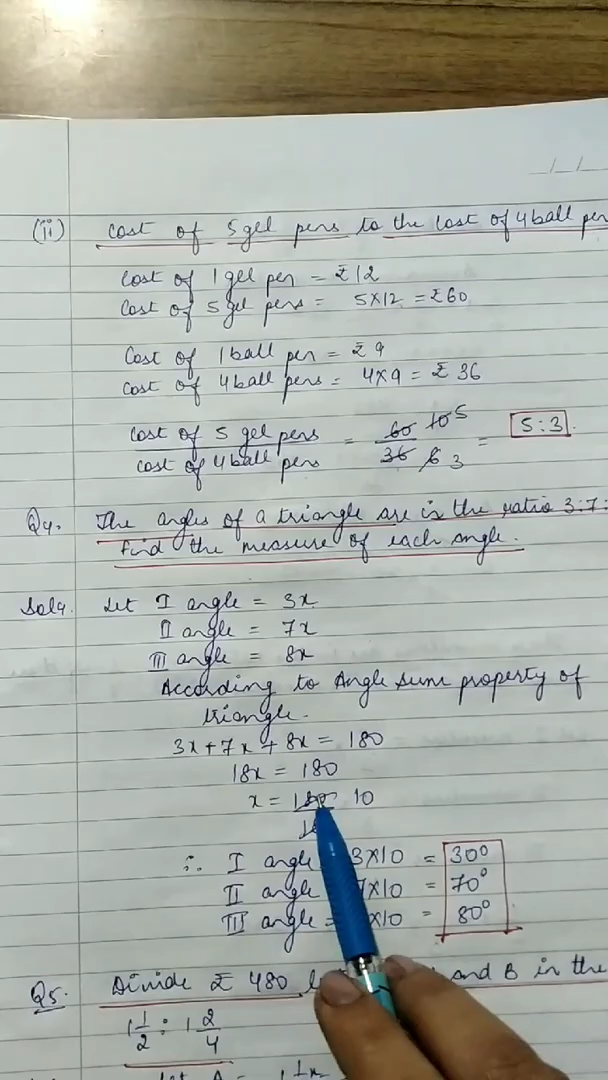 (ii) Cost of 5 gel pens to the cost of 4 ball pen
Cost of 1 gel pen = ₹12
Cost of 5 gel pens = 5×12 = ₹60
Cost of 1 ball pen = ₹9
Cost of 4 ball pens = 4×9 = ₹36
Cost of 5 gel pens / Cost of 4 ball pens = 60 10 5 / 36 6 3 = 5:3
Q4. The angles of a triangle are in the ratio 3:7:
Find the measure of each angle.
Sol4. Let I angle = 3x
II angle = 7x
III angle = 8x
According to Angle sum property of
triangle.
3x+7x+8x = 180
18x = 180
x = 180 10
∴ I angle 3×10 = 30°
II angle ×10 = 70°
III angle = ×10 = 80°
Q5. Divide ₹ 480 and B in the
1 1/2 : 1 2/4